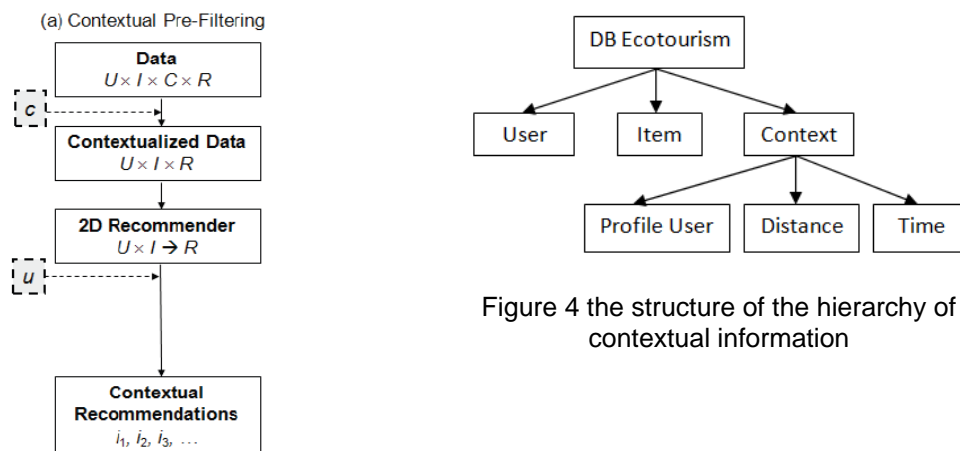 (a) Contextual Pre-Filtering
Data
U × I × C × R
c
Contextualized Data
U × I × R
2D Recommender
U × I → R
u
Contextual
Recommendations
i1, i2, i3, …
DB Ecotourism
User
Item
Context
Profile User
Distance
Time
Figure 4 the structure of the hierarchy of
contextual information